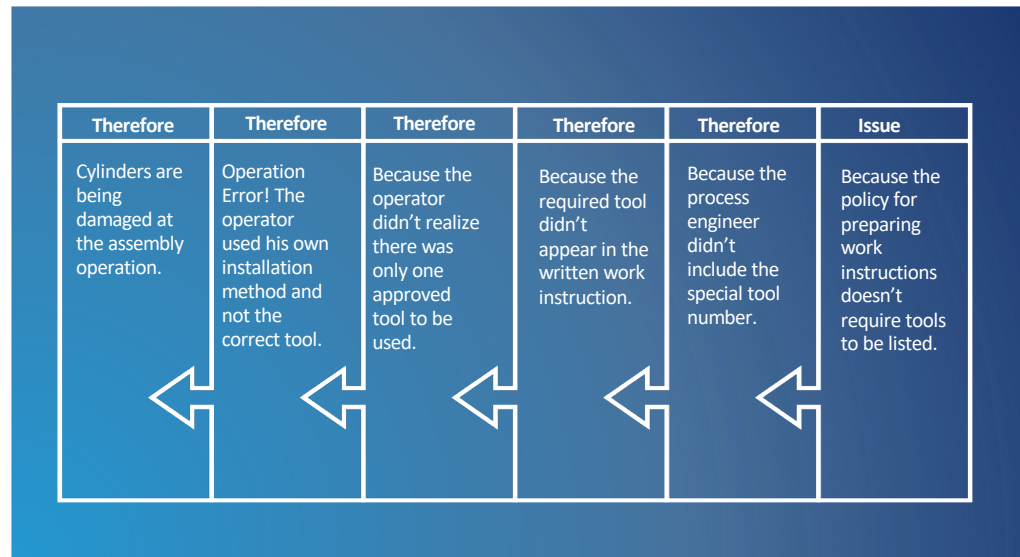 Therefore
Therefore
Therefore
Therefore
Therefore
Issue
Cylinders are
being
damaged at
the assembly
operation.
Operation
Error! The
operator
used his own
installation
method and
not the
correct tool.
Because the
operator
didn’t realize
there was
only one
approved
tool to be
used.
Because the
required tool
didn’t
appear in the
written work
instruction.
Because the
process
engineer
didn’t
include the
special tool
number.
Because the
policy for
preparing
work
instructions
doesn’t
require tools
to be listed.